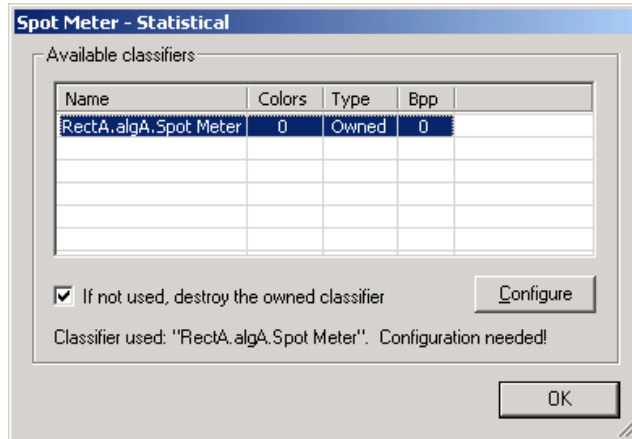 Spot Meter - Statistical
Available classifiers
Name Colors Type Bpp
RectA.algA.Spot Meter 0 Owned 0
If not used, destroy the owned classifier
Configure
Classifier used: "RectA.algA.Spot Meter". Configuration needed!
OK